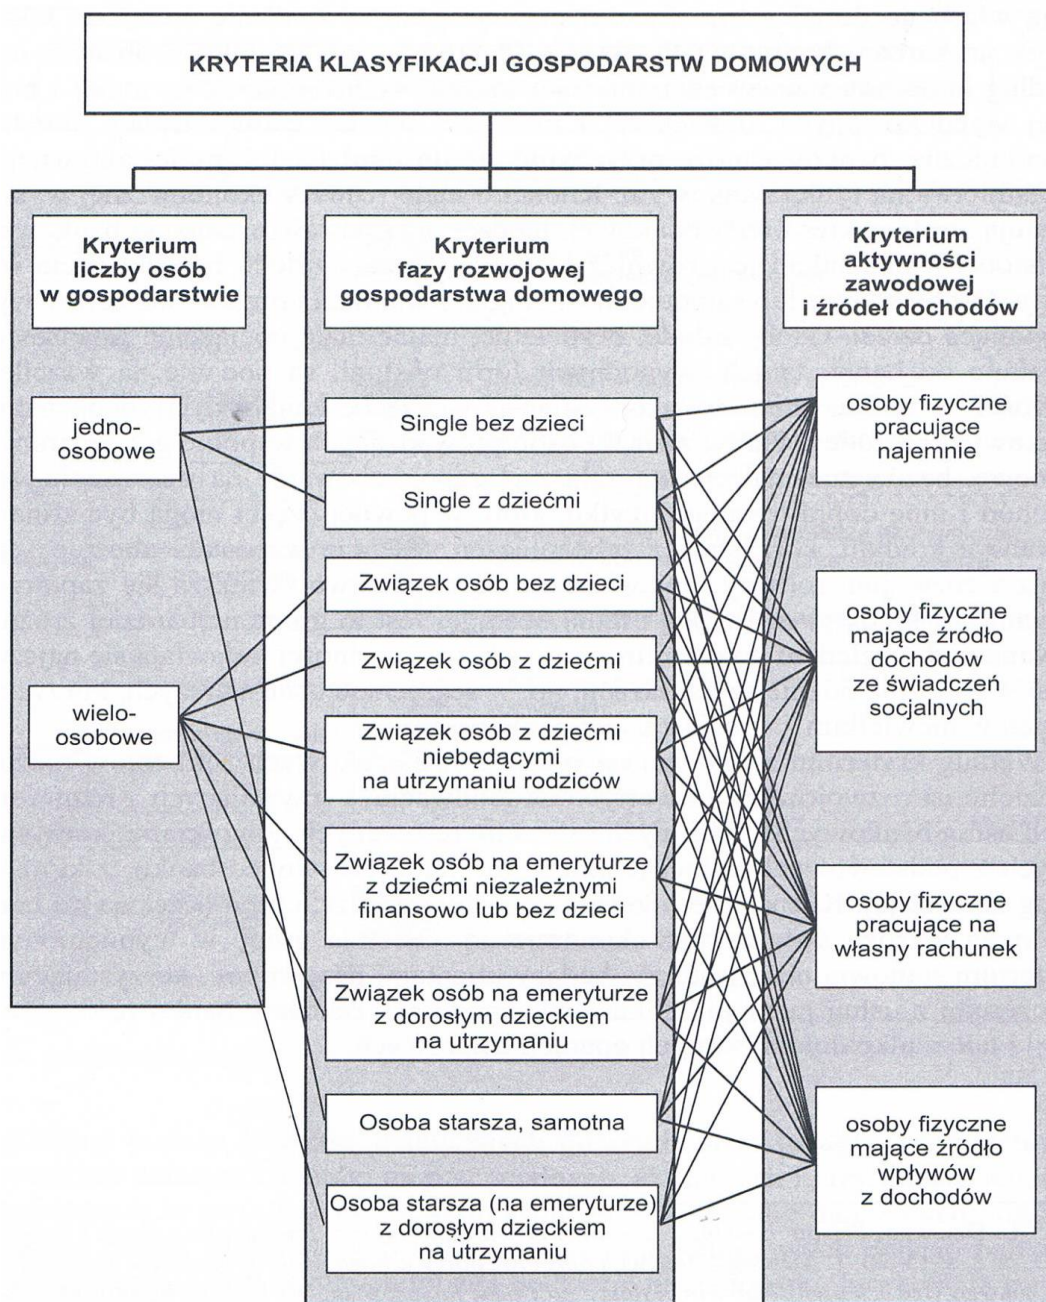 KRYTERIA KLASYFIKACJI GOSPODARSTW DOMOWYCH
Kryterium
liczby osób
w gospodarstwie
jedno-
osobowe
wielo-
osobowe
Kryterium
fazy rozwojowej
gospodarstwa domowego
Single bez dzieci
Single z dziećmi
Związek osób bez dzieci
Związek osób z dziećmi
Związek osób z dziećmi
niebędącymi
na utrzymaniu rodziców
Związek osób na emeryturze
z dziećmi niezależnymi
finansowo lub bez dzieci
Związek osób na emeryturze
z dorosłym dzieckiem
na utrzymaniu
Osoba starsza, samotna
Osoba starsza (na emeryturze)
z dorosłym dzieckiem
na utrzymaniu
Kryterium
aktywności
zawodowej
i źródeł dochodów
osoby fizyczne
pracujące
najemnie
osoby fizyczne
mające źródło
dochodów
ze świadczeń
socjalnych
osoby fizyczne
pracujące na
własny rachunek
osoby fizyczne
mające źródło
wpływów
z dochodów